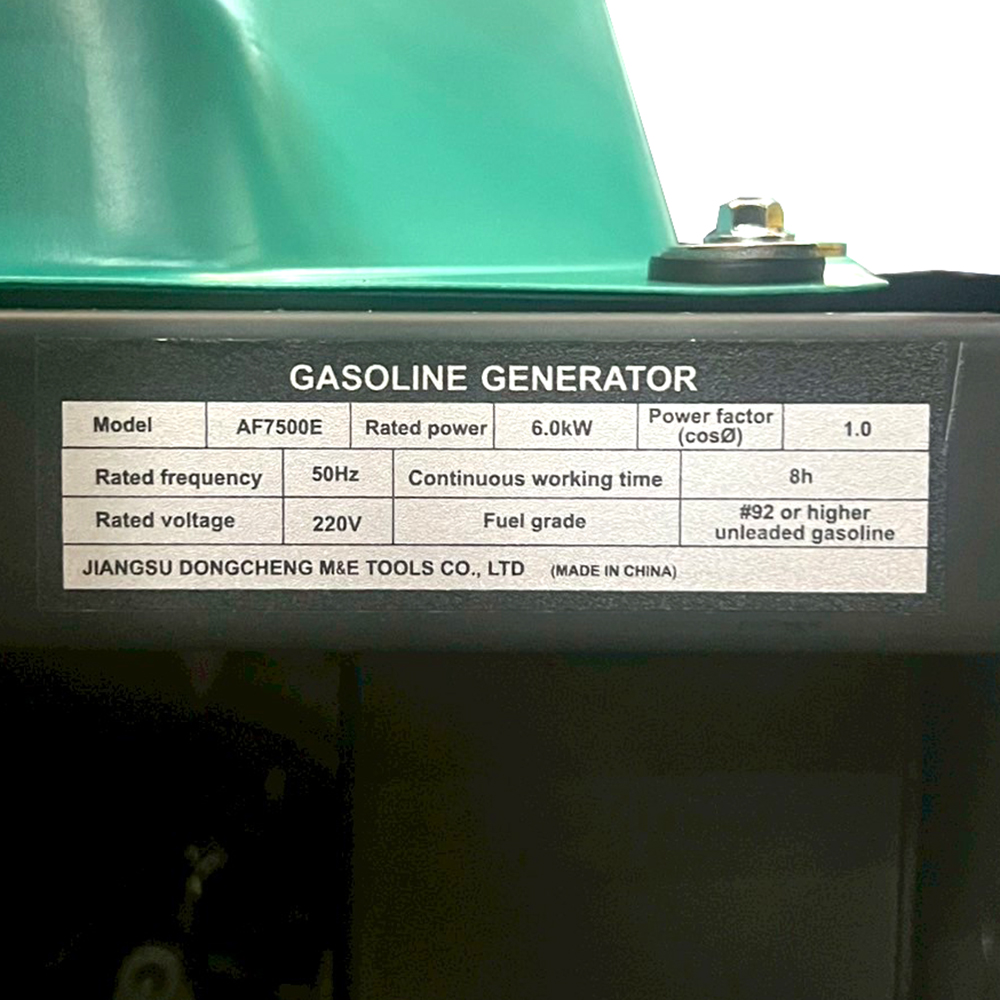 GASOLINE GENERATOR
Model AF7500E Rated power 6.0kW Power factor (cosØ) 1.0
Rated frequency 50Hz Continuous working time 8h
Rated voltage 220V Fuel grade #92 or higher unleaded gasoline
JIANGSU DONGCHENG M&E TOOLS CO., LTD (MADE IN CHINA)